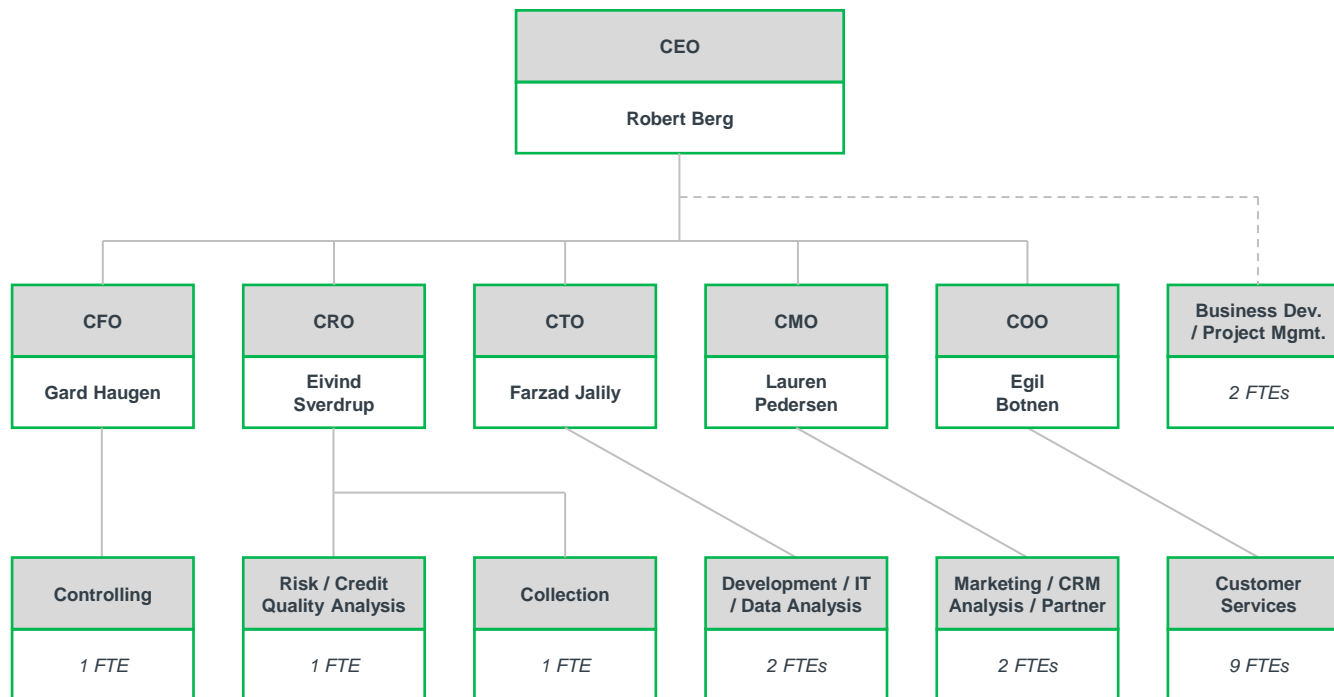 CEO
Robert Berg
CFO
CRO
CTO
CMO
COO
Business Dev.
/ Project Mgmt.
Gard Haugen
Eivind
Sverdrup
Farzad Jalily
Lauren
Pedersen
Egil
Botnen
2 FTEs
Controlling
Risk / Credit
Quality Analysis
Collection
Development / IT
/ Data Analysis
Marketing / CRM
Analysis / Partner
Customer
Services
1 FTE
1 FTE
1 FTE
2 FTEs
2 FTEs
9 FTEs